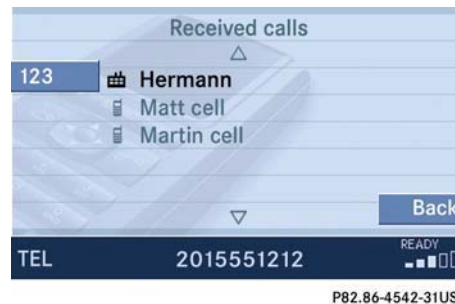 Received calls
123
Hermann
Matt cell
Martin cell
Back
TEL 2015551212 READY
P82.86-4542-31US